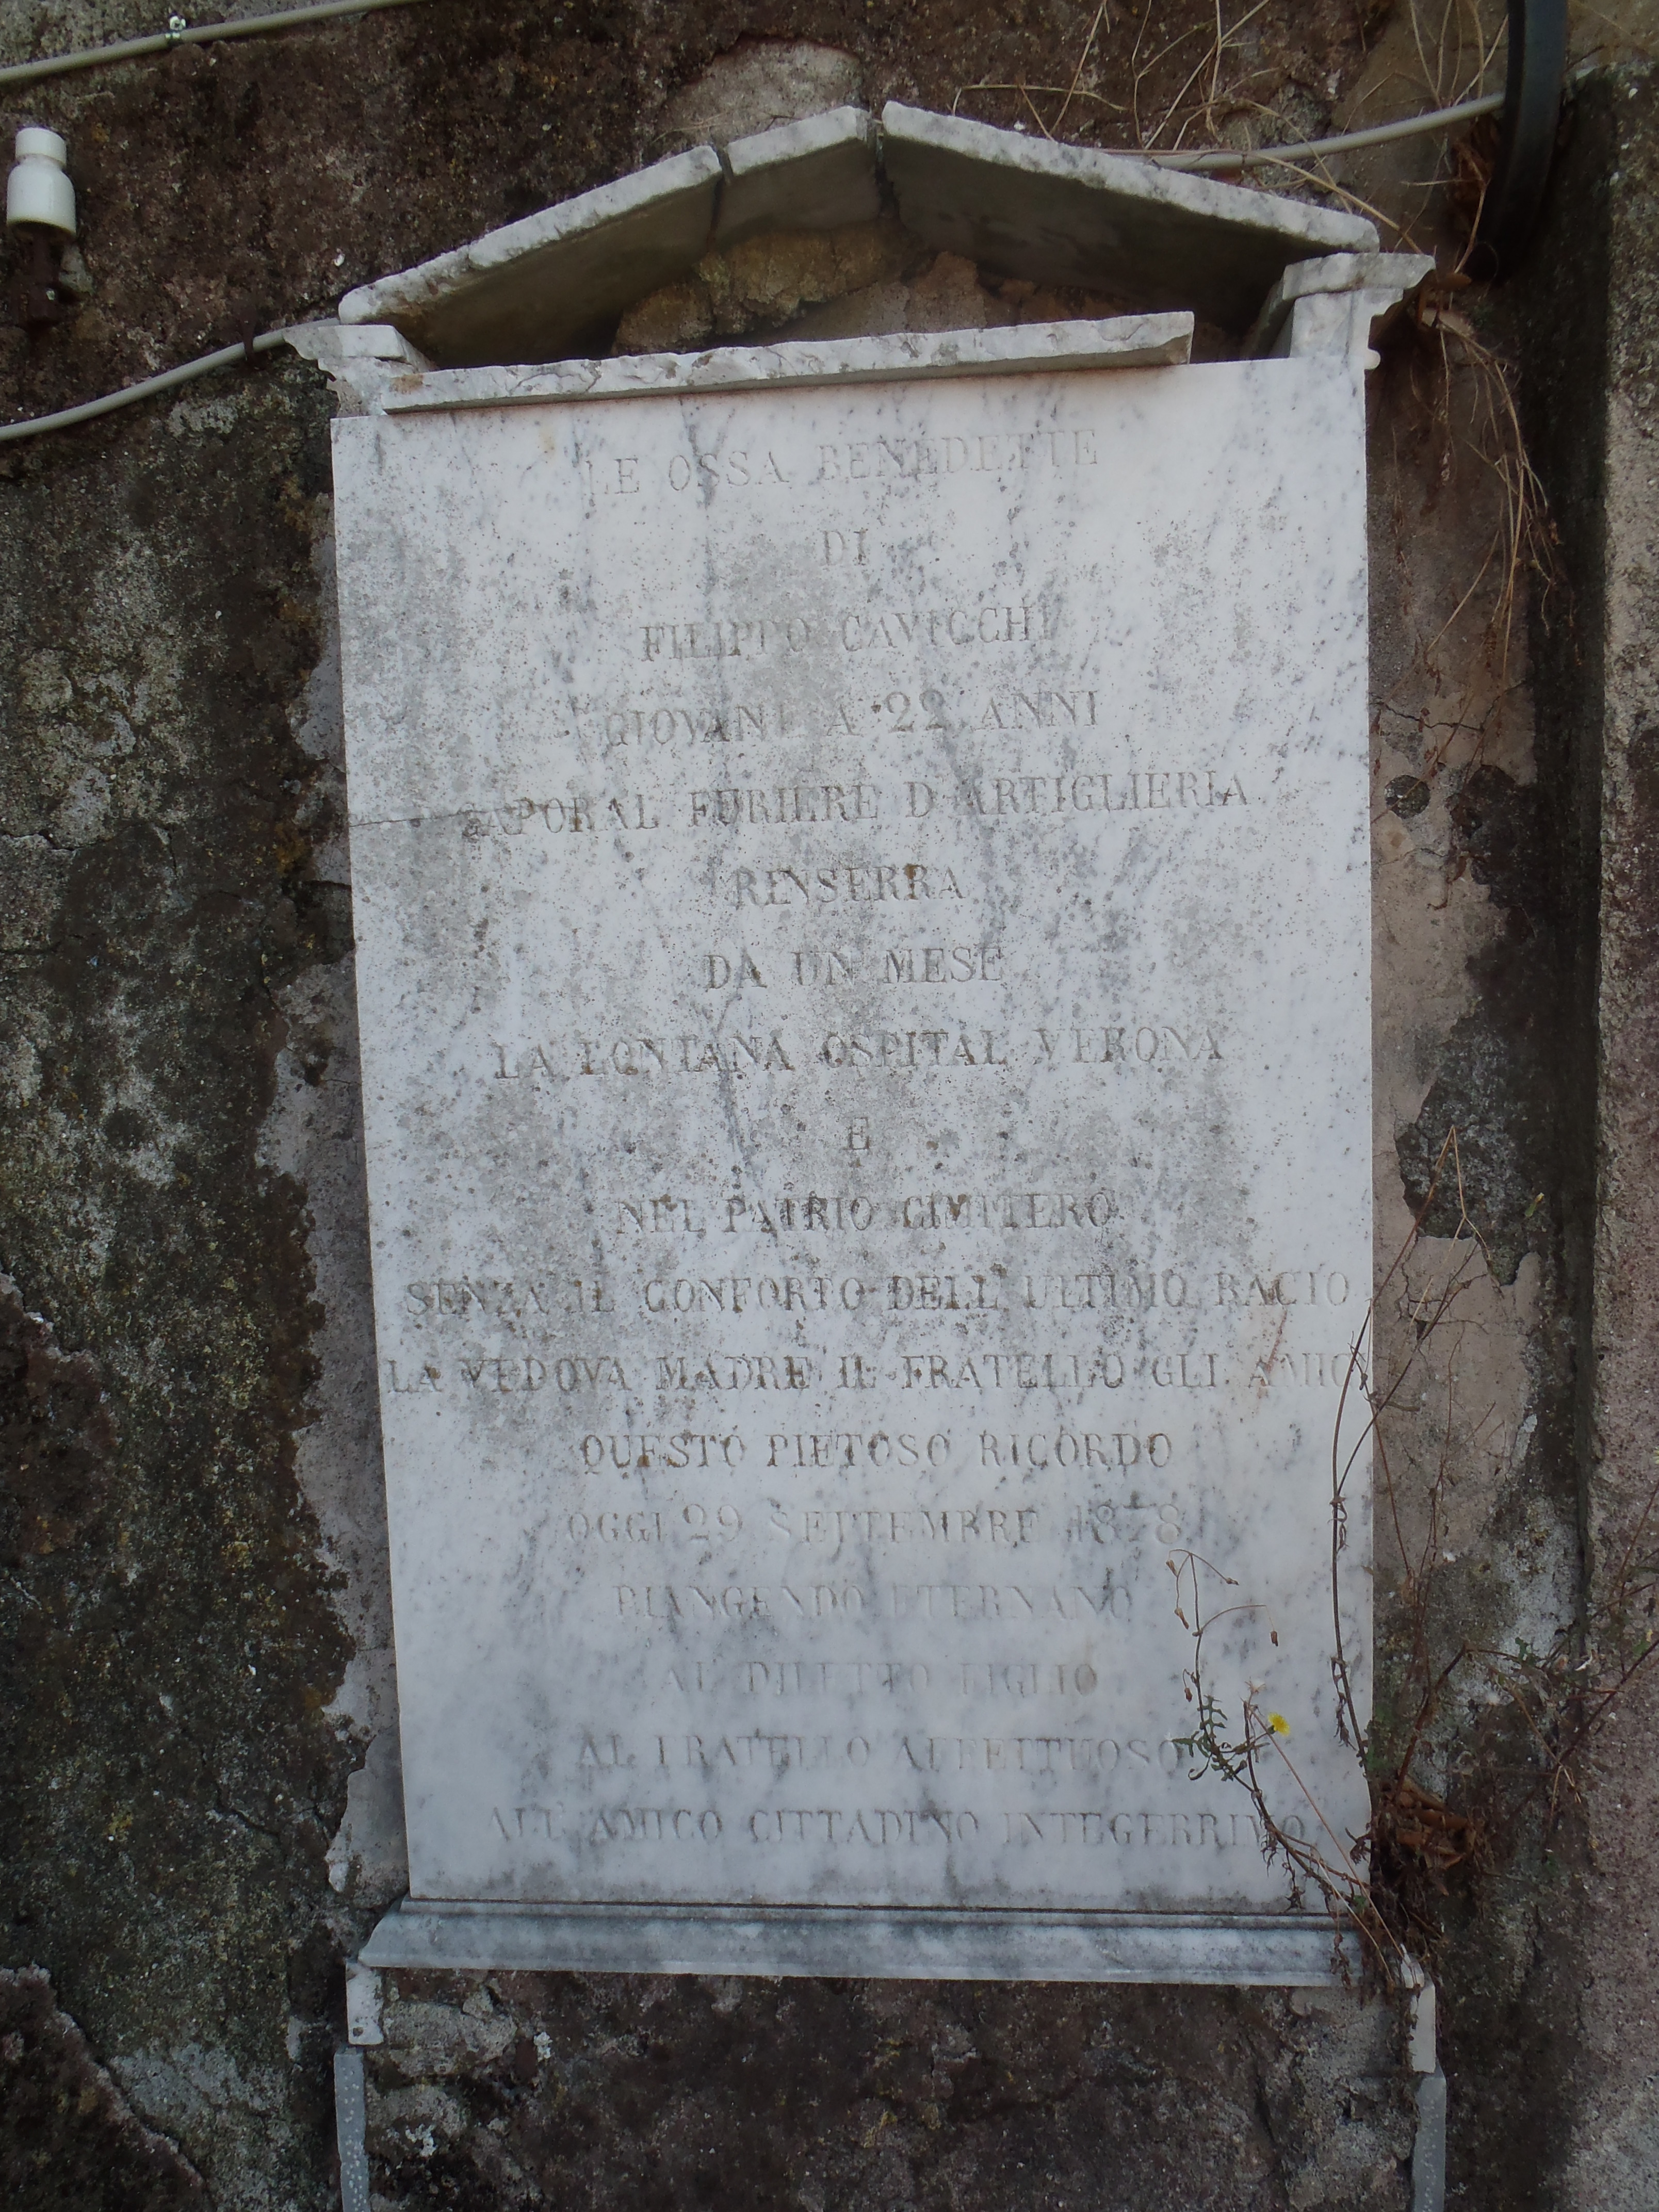 LE OSSA BENEDETTE
DI
FILIPPO CAVICCHI
GIOVANE A 22 ANNI
CAPORAL FURIERE D'ARTIGLIERIA
RINSERRA
DA UN MESE
LA LONTANA OSPITAL VERONA
E
NEL PATRIO CIMITERO
SENZA IL CONFORTO DELL'ULTIMO BACIO
LA VEDOVA MADRE IL FRATELLO GLI AMICI
QUESTO PIETOSO RICORDO
OGGI 29 SETTEMBRE 1878
PIANGENDO ETERNANO
AL DILETTO FIGLIO
AL FRATELLO AFFETTUOSO
ALL'AMICO CITTADINO INTEGERRIMO